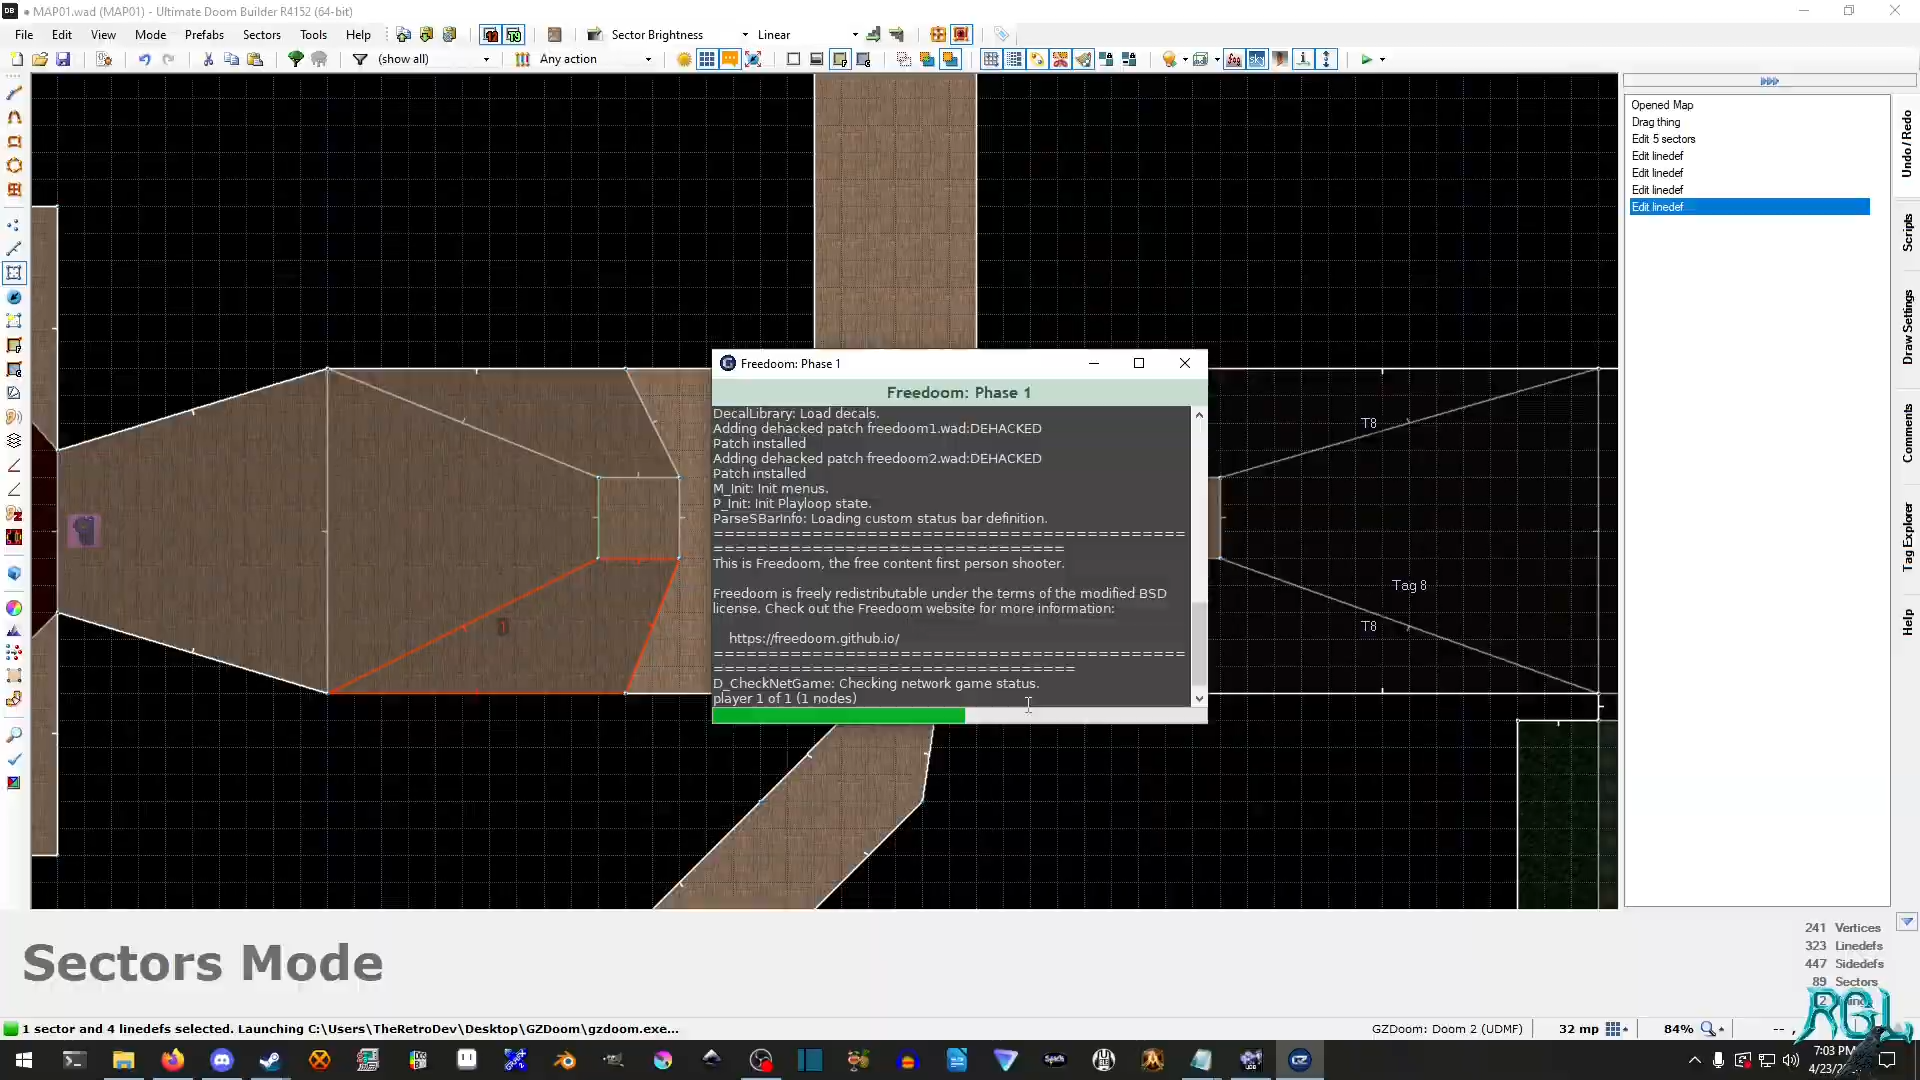 MAP01.wad (MAP01) - Ultimate Doom Builder R4152 (64-bit)
File Edit View Mode Prefabs Sectors Tools Help Sector Brightness Linear
(show all) Any action
Opened Map
Drag thing
Edit 5 sectors
Edit linedef
Edit linedef
Edit linedef
Edit linedef
Undo / Redo
Scripts
Draw Settings
Comments
Tag Explorer
Help
Freedoom: Phase 1
Freedoom: Phase 1
DecalLibrary: Load decals.
Adding dehacked patch freedoom1.wad:DEHACKED
Patch installed
Adding dehacked patch freedoom2.wad:DEHACKED
Patch installed
M_Init: Init menus.
P_Init: Init Playloop state.
ParseSBarInfo: Loading custom status bar definition.
===========================================
================================
This is Freedoom, the free content first person shooter.
Freedoom is freely redistributable under the terms of the modified BSD
license. Check out the Freedoom website for more information:
https://freedoom.github.io/
===========================================
=================================
D_CheckNetGame: Checking network game status.
player 1 of 1 (1 nodes)
T8
Tag 8
T8
1
Sectors Mode
241 Vertices
323 Linedefs
447 Sidedefs
89 Sectors
RGL
1 sector and 4 linedefs selected. Launching C:\Users\TheRetroDev\Desktop\GZDoom\gzdoom.exe...
GZDoom: Doom 2 (UDMF) 32 mp 84% -- ,
7:03 PM